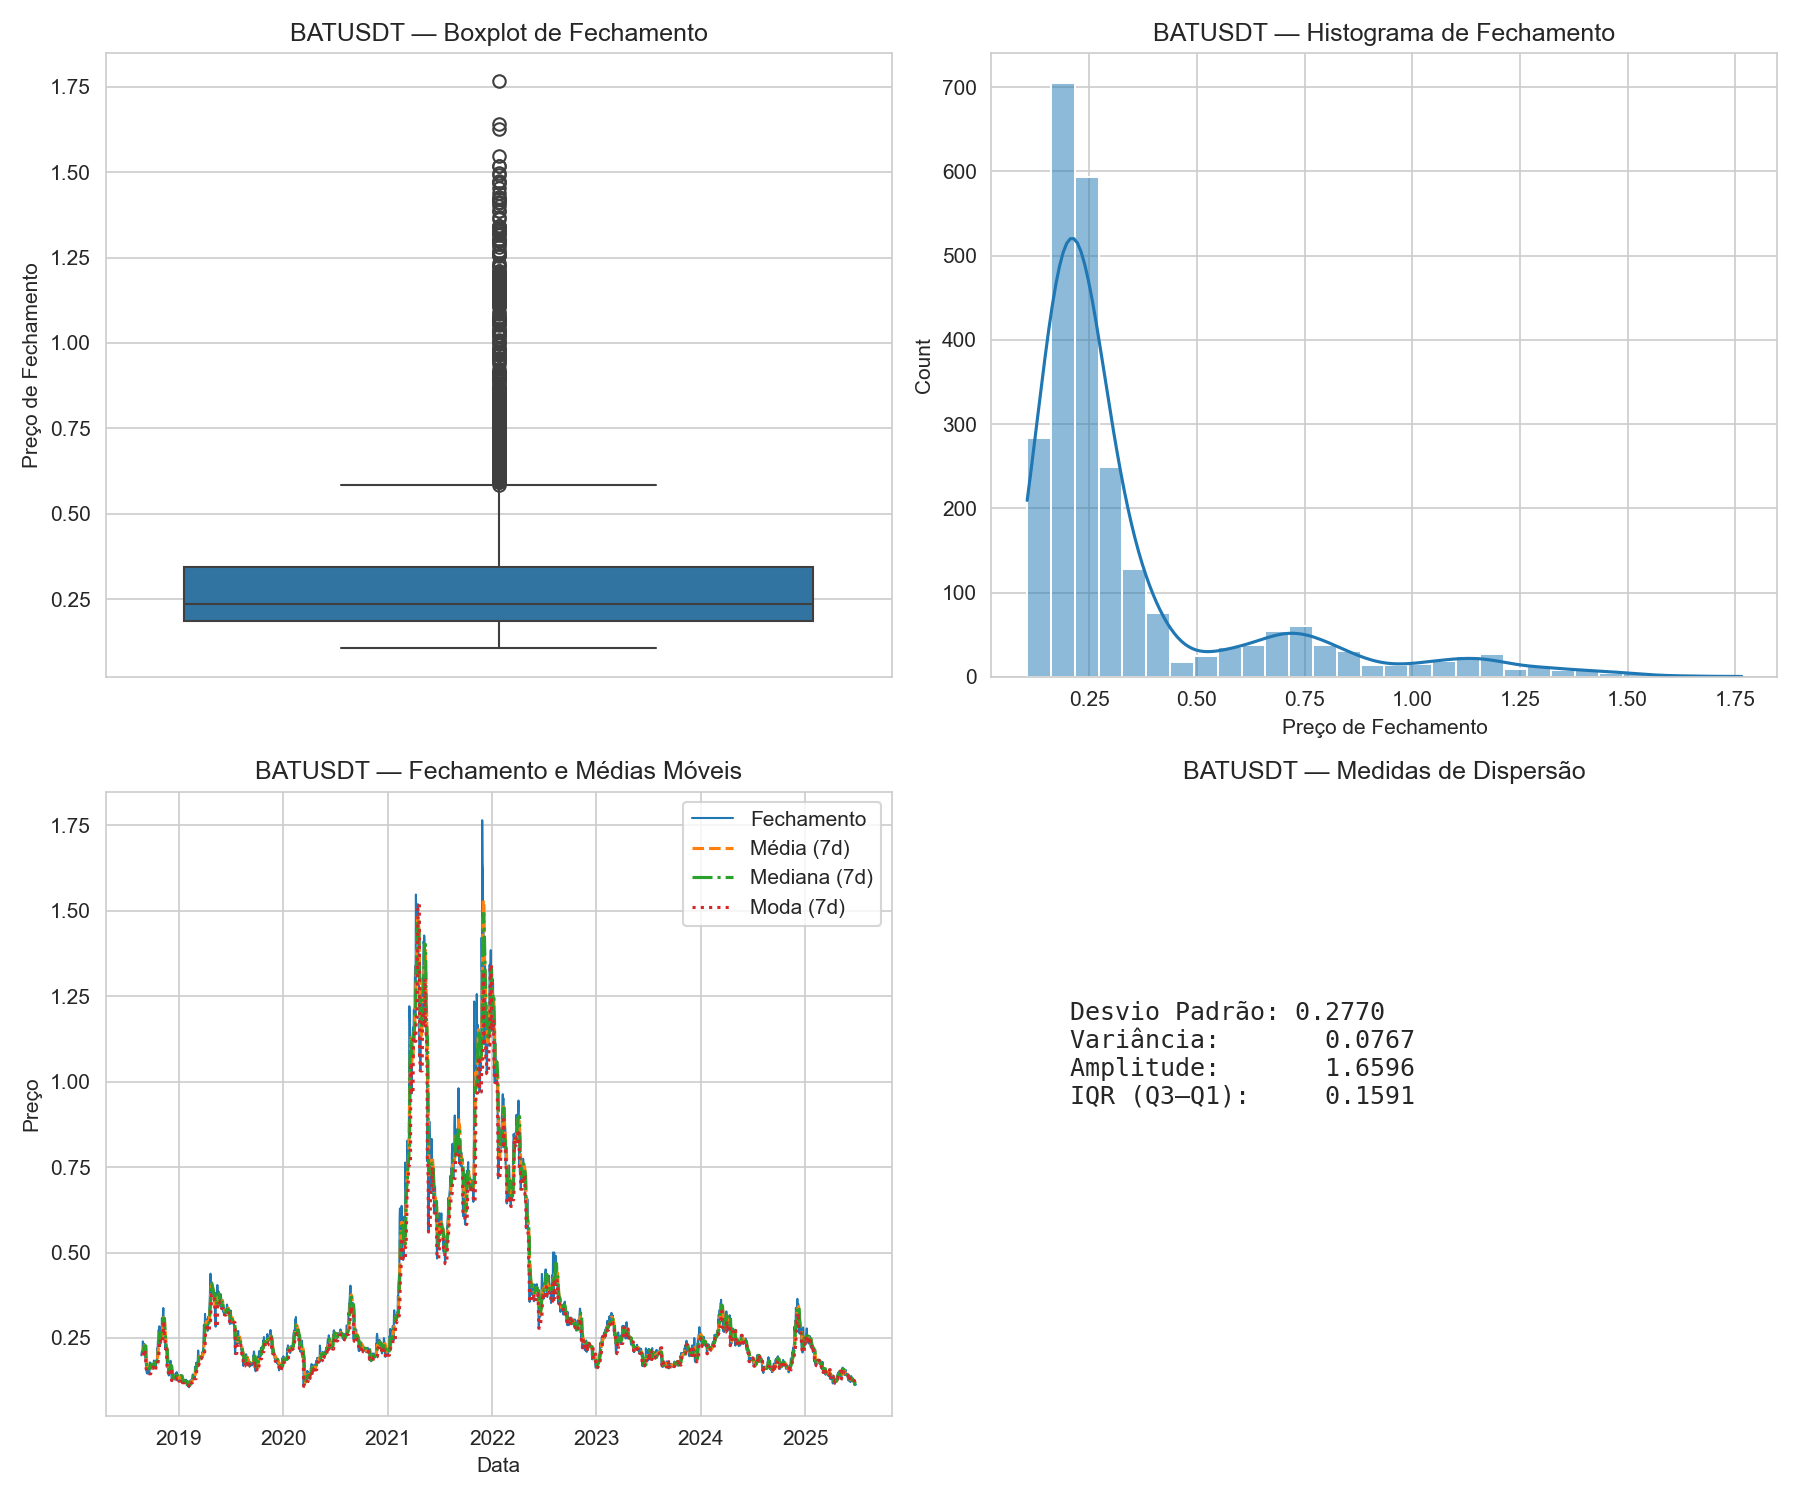 BATUSDT — Boxplot de Fechamento
Preço de Fechamento
1.75
1.50
1.25
1.00
0.75
0.50
0.25
BATUSDT — Histograma de Fechamento
Count
700
600
500
400
300
200
100
0
0.25 0.50 0.75 1.00 1.25 1.50 1.75
Preço de Fechamento
BATUSDT — Fechamento e Médias Móveis
Preço
1.75
1.50
1.25
1.00
0.75
0.50
0.25
Fechamento
Média (7d)
Mediana (7d)
Moda (7d)
2019 2020 2021 2022 2023 2024 2025
Data
BATUSDT — Medidas de Dispersão
Desvio Padrão: 0.2770
Variância: 0.0767
Amplitude: 1.6596
IQR (Q3–Q1): 0.1591